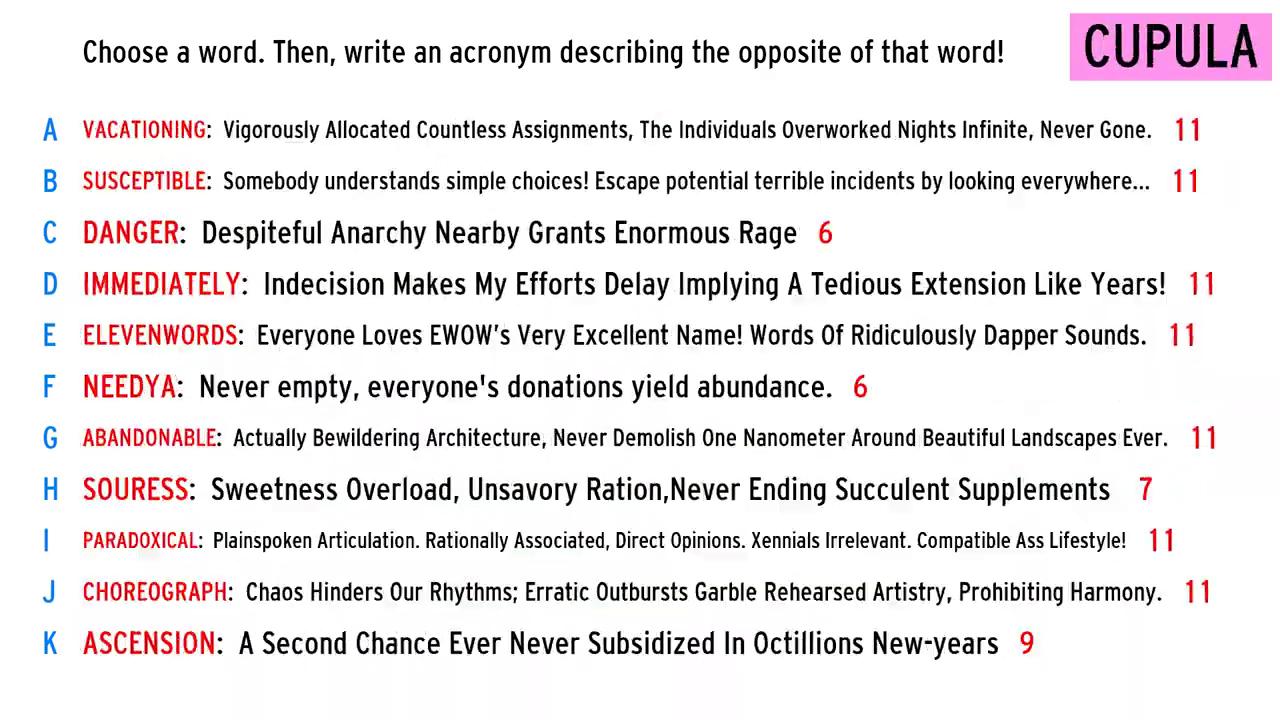 Choose a word. Then, write an acronym describing the opposite of that word!
CUPULA
A VACATIONING: Vigorously Allocated Countless Assignments, The Individuals Overworked Nights Infinite, Never Gone. 11
B SUSCEPTIBLE: Somebody understands simple choices! Escape potential terrible incidents by looking everywhere... 11
C DANGER: Despiteful Anarchy Nearby Grants Enormous Rage 6
D IMMEDIATELY: Indecision Makes My Efforts Delay Implying A Tedious Extension Like Years! 11
E ELEVENWORDS: Everyone Loves EWOW's Very Excellent Name! Words Of Ridiculously Dapper Sounds. 11
F NEEDYA: Never empty, everyone's donations yield abundance. 6
G ABANDONABLE: Actually Bewildering Architecture, Never Demolish One Nanometer Around Beautiful Landscapes Ever. 11
H SOURESS: Sweetness Overload, Unsavory Ration,Never Ending Succulent Supplements 7
I PARADOXICAL: Plainspoken Articulation. Rationally Associated, Direct Opinions. Xennials Irrelevant. Compatible Ass Lifestyle! 11
J CHOREOGRAPH: Chaos Hinders Our Rhythms; Erratic Outbursts Garble Rehearsed Artistry, Prohibiting Harmony. 11
K ASCENSION: A Second Chance Ever Never Subsidized In Octillions New-years 9